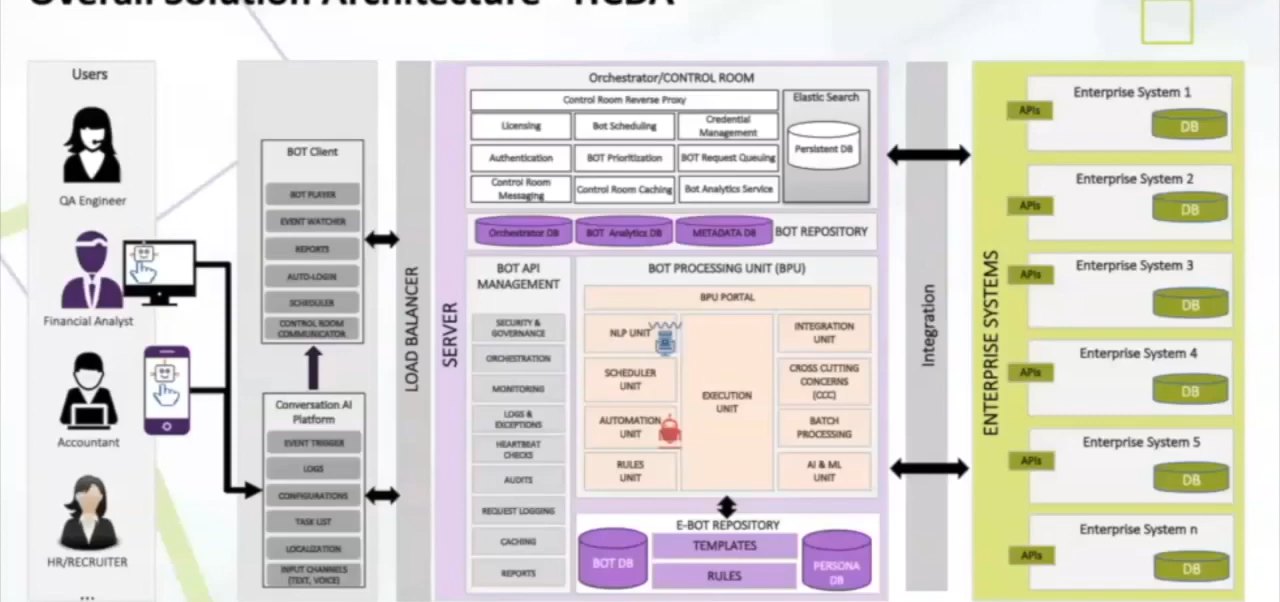 Overall Solution Architecture - HCDA
Users
QA Engineer
Financial Analyst
Accountant
HR/RECRUITER
...
BOT Client
BOT PLAYER
EVENT WATCHER
REPORTS
AUTO-LOGIN
SCHEDULER
CONTROL ROOM
COMMUNICATOR
Conversation AI
Platform
EVENT TRIGGER
LOGS
CONFIGURATIONS
TASK LIST
LOCALIZATION
INPUT CHANNELS
(TEXT, VOICE)
LOAD BALANCER
SERVER
Orchestrator/CONTROL ROOM
Control Room Reverse Proxy
Licensing
Bot Scheduling
Credential
Management
Authentication
BOT Prioritization
BOT Request Queuing
Control Room
Messaging
Control Room Caching
Bot Analytics Service
Elastic Search
Persistent DB
Orchestrator DB
BOT Analytics DB
METADATA DB
BOT REPOSITORY
BOT API
MANAGEMENT
SECURITY &
GOVERNANCE
ORCHESTRATION
MONITORING
LOGS &
EXCEPTIONS
HEARTBEAT
CHECKS
AUDITS
REQUEST LOGGING
CACHING
REPORTS
BOT PROCESSING UNIT (BPU)
BPU PORTAL
NLP UNIT
SCHEDULER
UNIT
AUTOMATION
UNIT
RULES
UNIT
EXECUTION
UNIT
INTEGRATION
UNIT
CROSS CUTTING
CONCERNS
(CCC)
BATCH
PROCESSING
AI & ML
UNIT
E-BOT REPOSITORY
BOT DB
TEMPLATES
RULES
PERSONA
DB
Integration
ENTERPRISE SYSTEMS
Enterprise System 1
APIs
DB
Enterprise System 2
APIs
DB
Enterprise System 3
APIs
DB
Enterprise System 4
APIs
DB
Enterprise System 5
APIs
DB
Enterprise System n
APIs
DB